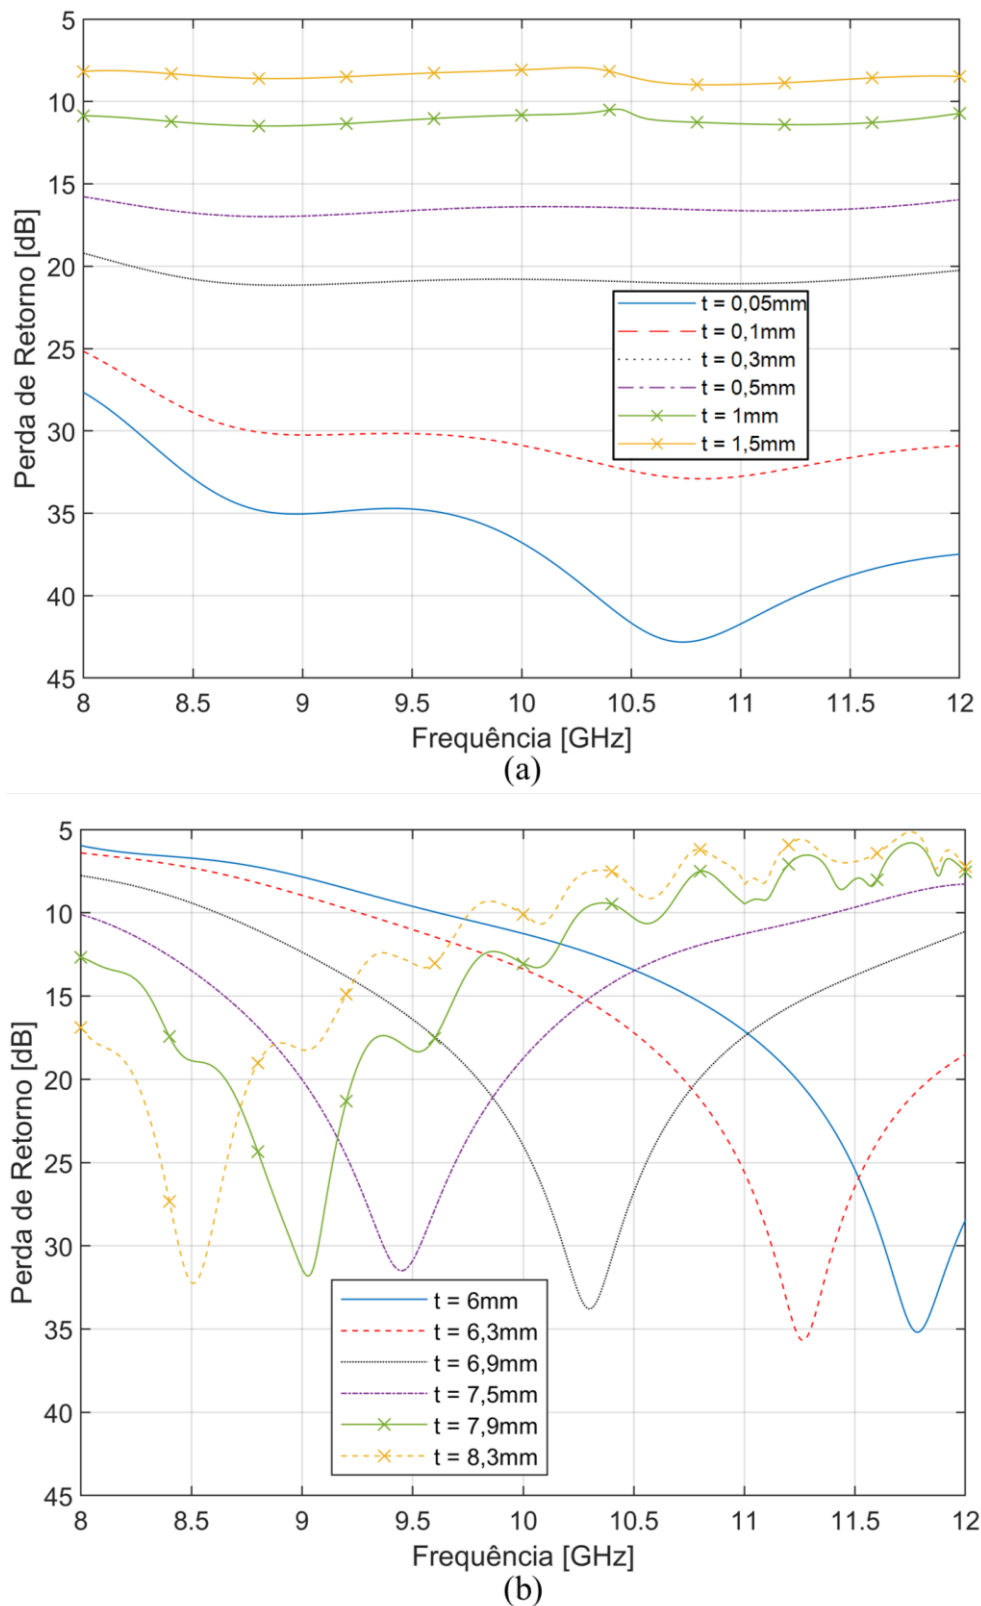 5
10
15
20
25
30
35
40
45
Perda de Retorno [dB]
t = 0,05mm
t = 0,1mm
t = 0,3mm
t = 0,5mm
t = 1mm
t = 1,5mm
8 8.5 9 9.5 10 10.5 11 11.5 12
Frequência [GHz]
(a)
5
10
15
20
25
30
35
40
45
Perda de Retorno [dB]
t = 6mm
t = 6,3mm
t = 6,9mm
t = 7,5mm
t = 7,9mm
t = 8,3mm
8 8.5 9 9.5 10 10.5 11 11.5 12
Frequência [GHz]
(b)